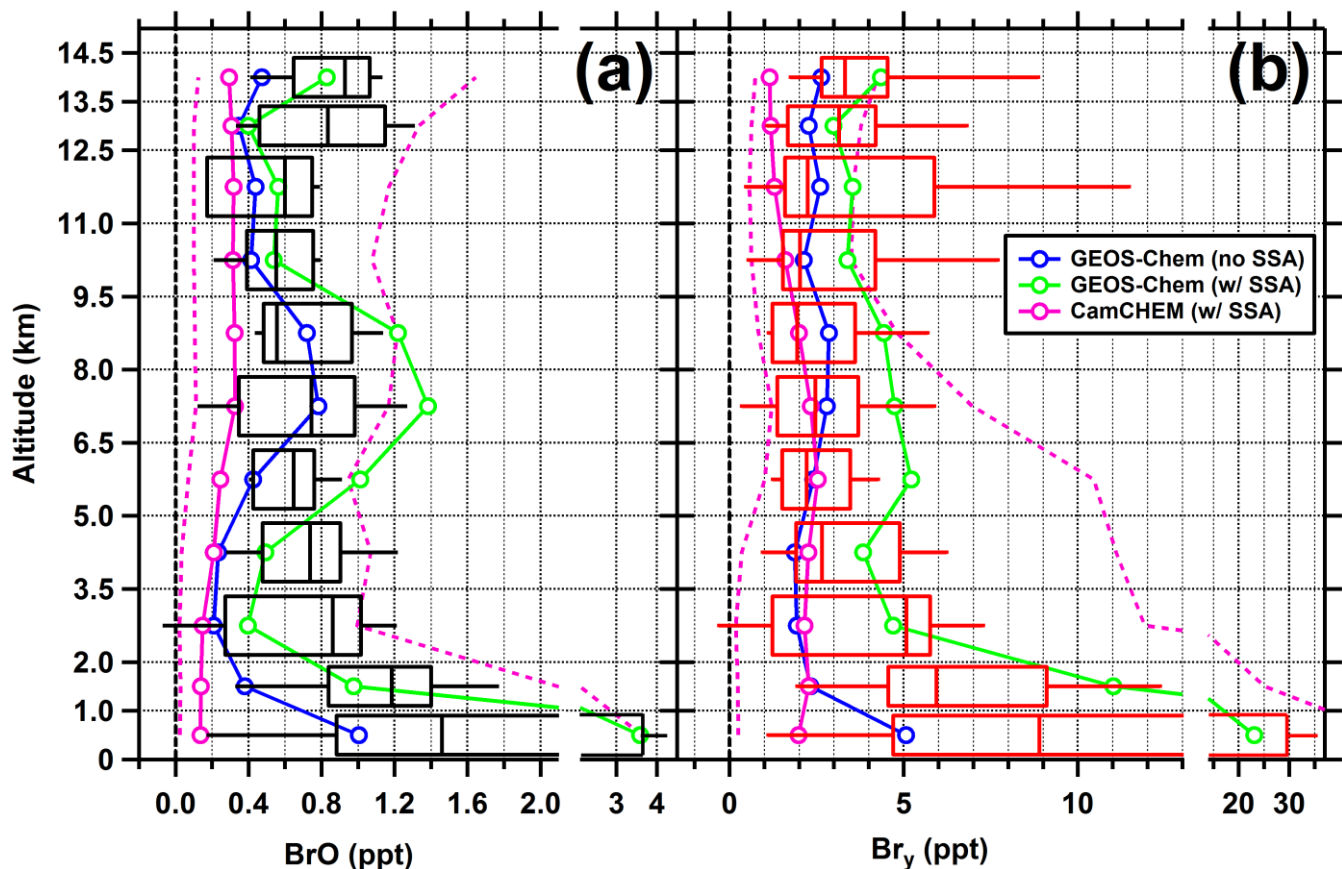 (a)
(b)
14.5
13.5
12.5
11.0
9.5
8.0
6.5
5.0
3.5
2.0
1.0
0
Altitude (km)
GEOS-Chem (no SSA)
GEOS-Chem (w/ SSA)
CamCHEM (w/ SSA)
0.0 0.4 0.8 1.2 1.6 2.0 3 4
0 5 10 20 30
BrO (ppt)
Bry (ppt)